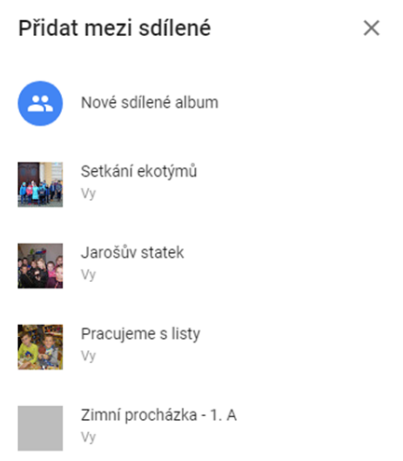 Přidat mezi sdílené
Nové sdílené album
Setkání ekotýmů
Vy
Jarošův statek
Vy
Pracujeme s listy
Vy
Zimní procházka - 1. A
Vy